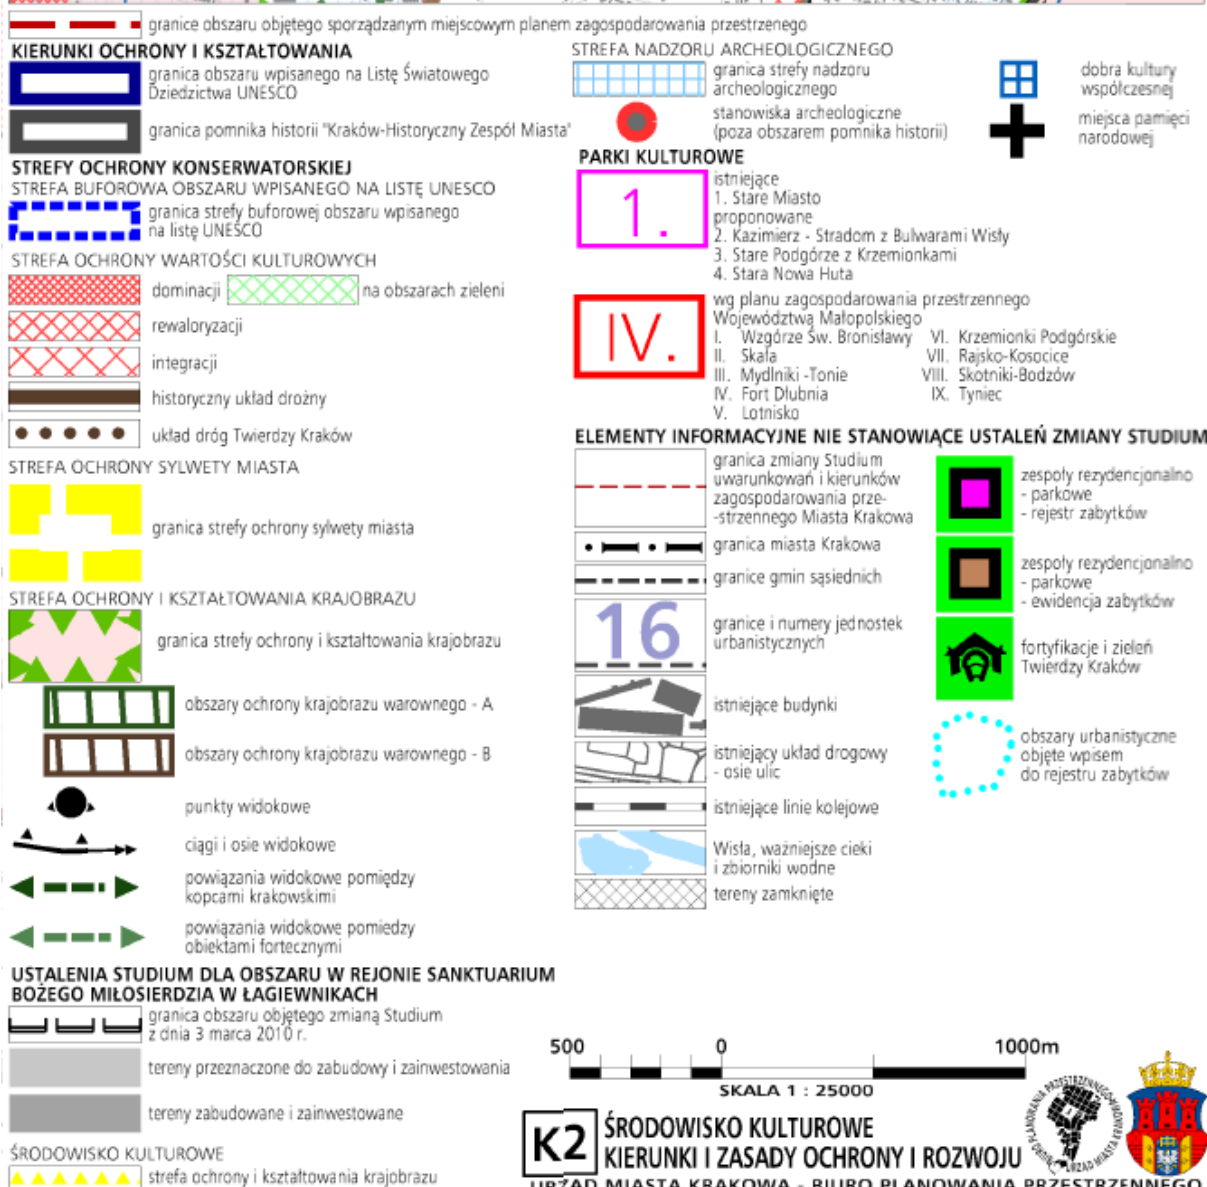 granice obszaru objętego sporządzanym miejscowym planem zagospodarowania przestrzenego
KIERUNKI OCHRONY I KSZTAŁTOWANIA
granica obszaru wpisanego na Listę Światowego
Dziedzictwa UNESCO
granica pomnika historii "Kraków-Historyczny Zespół Miasta"
STREFY OCHRONY KONSERWATORSKIEJ
STREFA BUFOROWA OBSZARU WPISANEGO NA LISTĘ UNESCO
granica strefy buforowej obszaru wpisanego
na listę UNESCO
STREFA OCHRONY WARTOŚCI KULTUROWYCH
dominacji
na obszarach zieleni
rewaloryzacji
integracji
historyczny układ drożny
układ dróg Twierdzy Kraków
STREFA OCHRONY SYLWETY MIASTA
granica strefy ochrony sylwety miasta
STREFA OCHRONY I KSZTAŁTOWANIA KRAJOBRAZU
granica strefy ochrony i kształtowania krajobrazu
obszary ochrony krajobrazu warownego - A
obszary ochrony krajobrazu warownego - B
punkty widokowe
ciągi i osie widokowe
powiązania widokowe pomiędzy
kopcami krakowskimi
powiązania widokowe pomiedzy
obiektami fortecznymi
USTALENIA STUDIUM DLA OBSZARU W REJONIE SANKTUARIUM
BOŻEGO MIŁOSIERDZIA W ŁAGIEWNIKACH
granica obszaru objętego zmianą Studium
z dnia 3 marca 2010 r.
tereny przeznaczone do zabudowy i zainwestowania
tereny zabudowane i zainwestowane
ŚRODOWISKO KULTUROWE
strefa ochrony i kształtowania krajobrazu
STREFA NADZORU ARCHEOLOGICZNEGO
granica strefy nadzoru
archeologicznego
stanowiska archeologiczne
(poza obszarem pomnika historii)
dobra kultury
współczesnej
miejsca pamięci
narodowej
PARKI KULTUROWE
1.
istniejące
1. Stare Miasto
proponowane
2. Kazimierz - Stradom z Bulwarami Wisły
3. Stare Podgórze z Krzemionkami
4. Stara Nowa Huta
IV.
wg planu zagospodarowania przestrzennego
Województwa Małopolskiego
I. Wzgórze Św. Bronisławy
II. Skała
III. Mydlniki -Tonie
IV. Fort Dłubnia
V. Lotnisko
VI. Krzemionki Podgórskie
VII. Rajsko-Kosocice
VIII. Skotniki-Bodzów
IX. Tyniec
ELEMENTY INFORMACYJNE NIE STANOWIĄCE USTALEŃ ZMIANY STUDIUM
granica zmiany Studium
uwarunkowań i kierunków
zagospodarowania prze-
-strzennego Miasta Krakowa
granica miasta Krakowa
granice gmin sąsiednich
16
granice i numery jednostek
urbanistycznych
istniejące budynki
istniejący układ drogowy
- osie ulic
istniejące linie kolejowe
Wisła, ważniejsze cieki
i zbiorniki wodne
tereny zamknięte
zespoły rezydencjonalno
- parkowe
- rejestr zabytków
zespoły rezydencjonalno
- parkowe
- ewidencja zabytków
fortyfikacje i zieleń
Twierdzy Kraków
obszary urbanistyczne
objęte wpisem
do rejestru zabytków
500 0 1000m
SKALA 1 : 25000
K2
ŚRODOWISKO KULTUROWE
KIERUNKI I ZASADY OCHRONY I ROZWOJU
URZĄD MIASTA KRAKOWA - BIURO PLANOWANIA PRZESTRZENNEGO